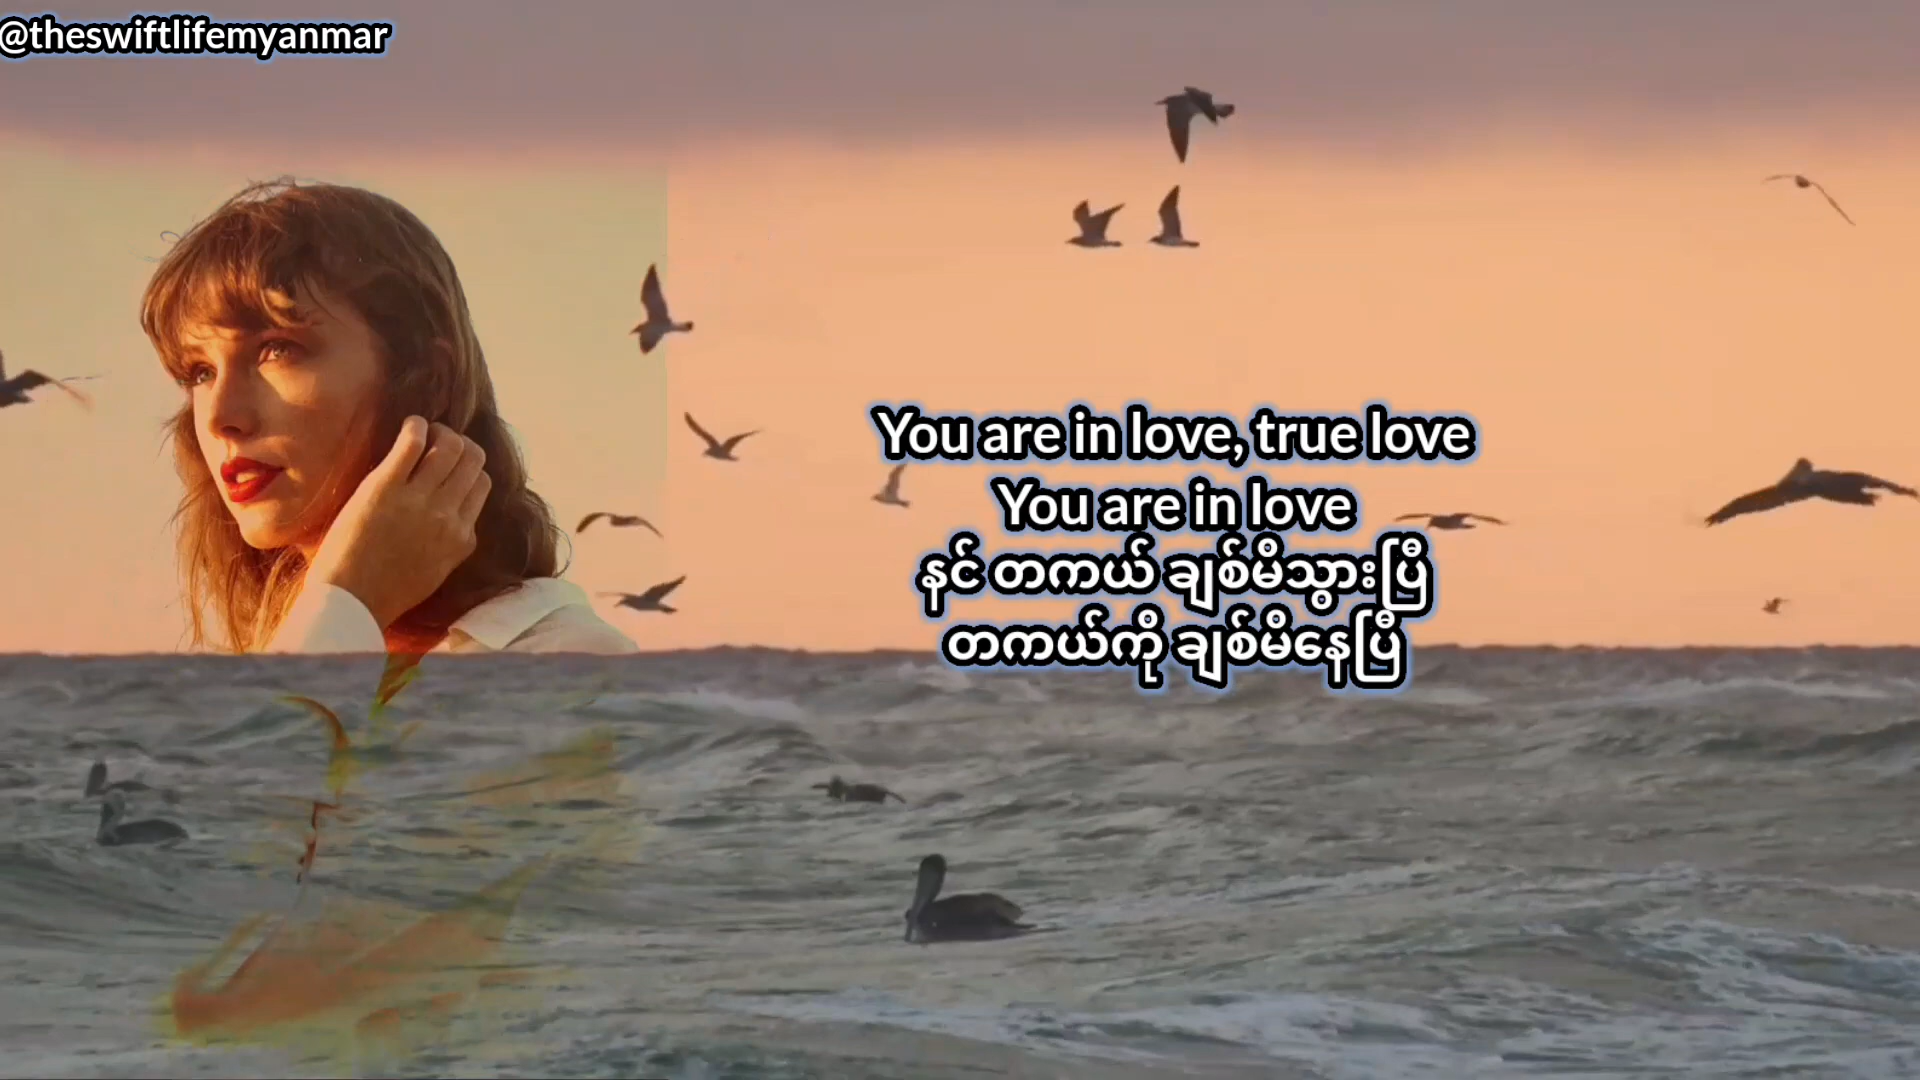 @theswiftlifemyanmar
You are in love, true love
You are in love
နင် တကယ် ချစ်မိသွားပြီ
တကယ်ကို ချစ်မိနေပြီ